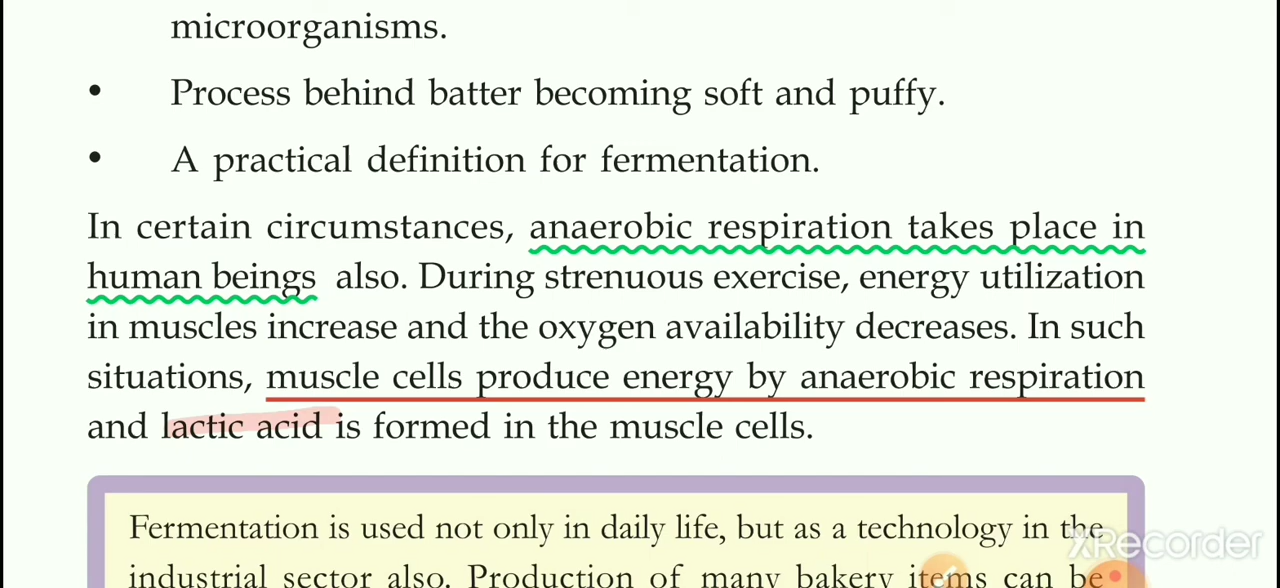 microorganisms.
• Process behind batter becoming soft and puffy.
• A practical definition for fermentation.
In certain circumstances, anaerobic respiration takes place in
human beings also. During strenuous exercise, energy utilization
in muscles increase and the oxygen availability decreases. In such
situations, muscle cells produce energy by anaerobic respiration
and lactic acid is formed in the muscle cells.
Fermentation is used not only in daily life, but as a technology in the
XRecorder
industrial sector also. Production of many bakery items can be